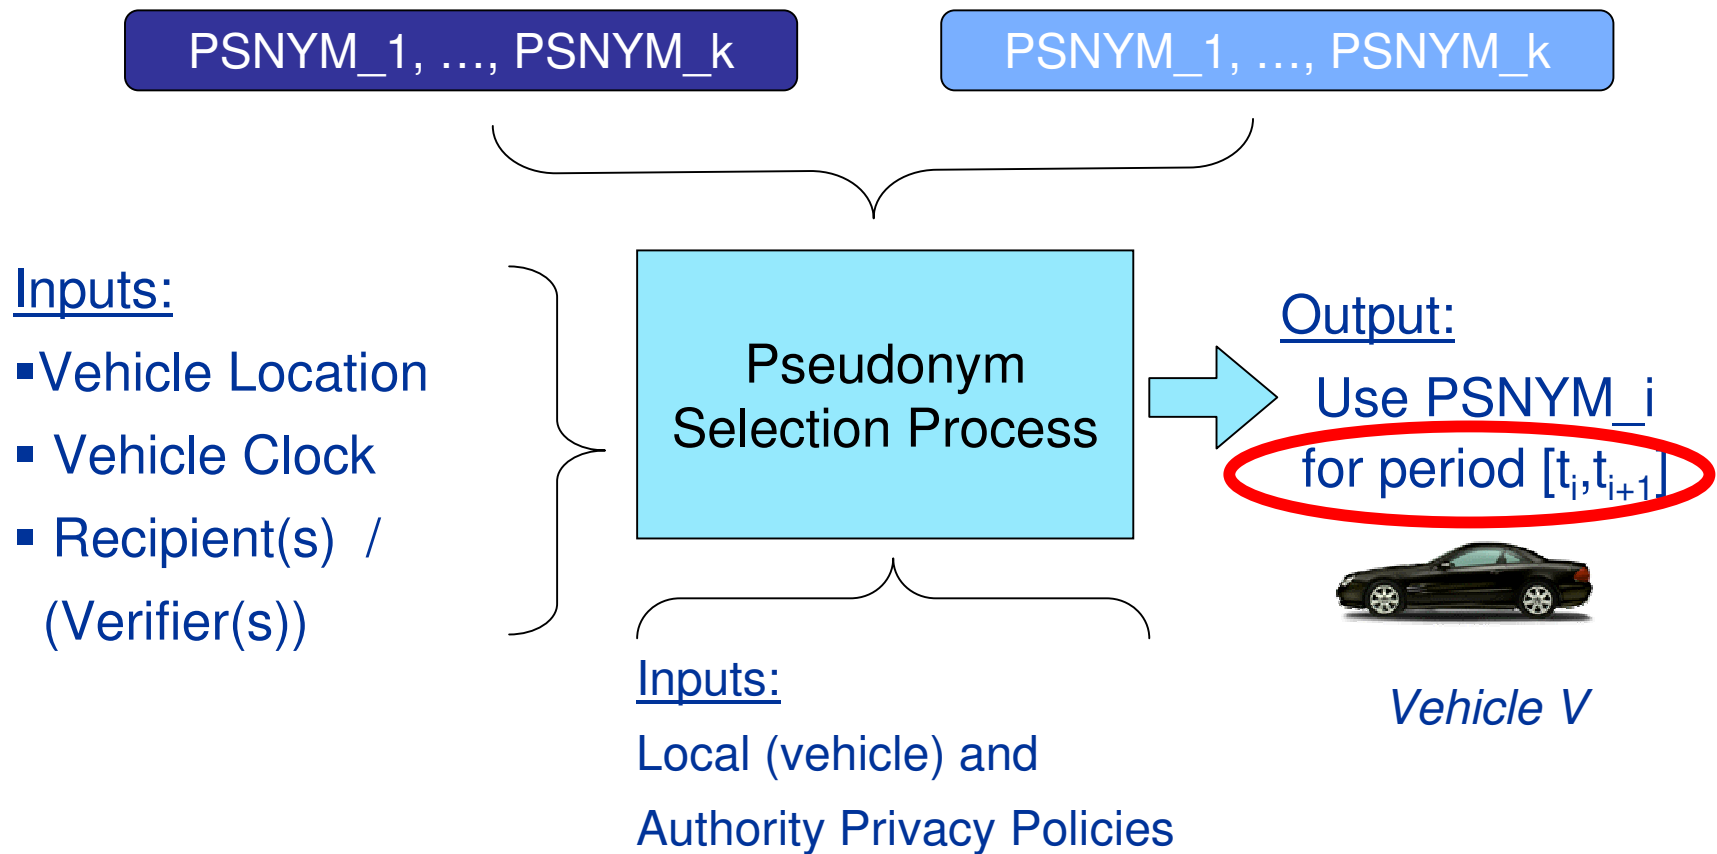 PSNYM_1, …, PSNYM_k
PSNYM_1, …, PSNYM_k
Inputs:
▪Vehicle Location
▪ Vehicle Clock
▪ Recipient(s) /
(Verifier(s))
Pseudonym
Selection Process
Output:
Use PSNYM_i
for period [tᵢ,tᵢ₊₁]
Vehicle V
Inputs:
Local (vehicle) and
Authority Privacy Policies